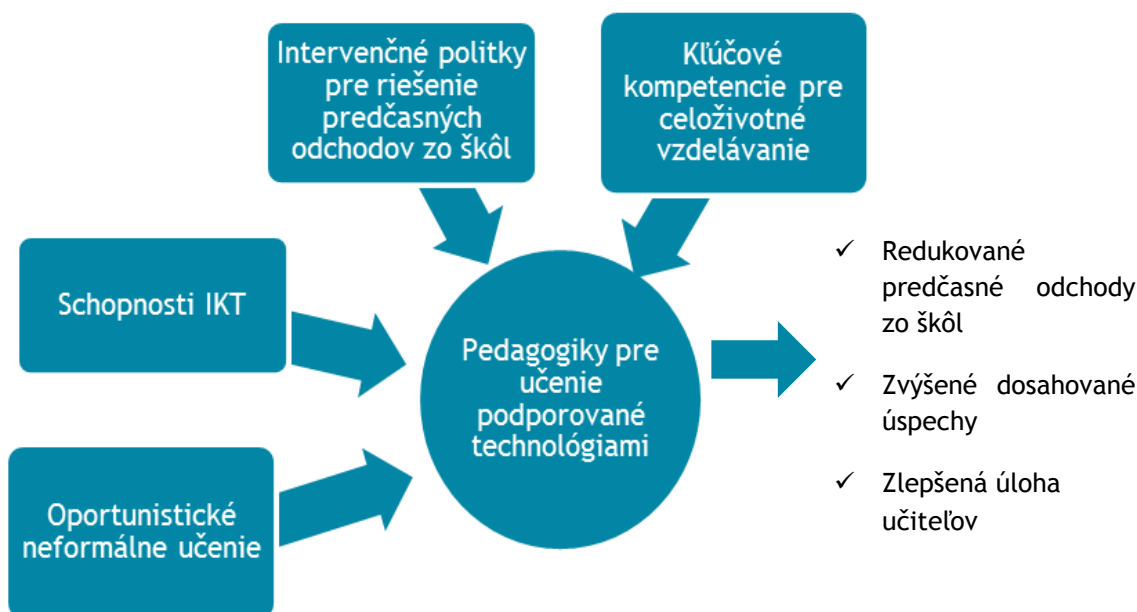 Intervenčné politky
pre riešenie
predčasných
odchodov zo škôl
Kľúčové
kompetencie pre
celoživotné
vzdelávanie
Schopnosti IKT
Oportunistické
neformálne učenie
Pedagogiky pre
učenie
podporované
technológiami
✓ Redukované
predčasné odchody
zo škôl
✓ Zvýšené dosahované
úspechy
✓ Zlepšená úloha
učiteľov